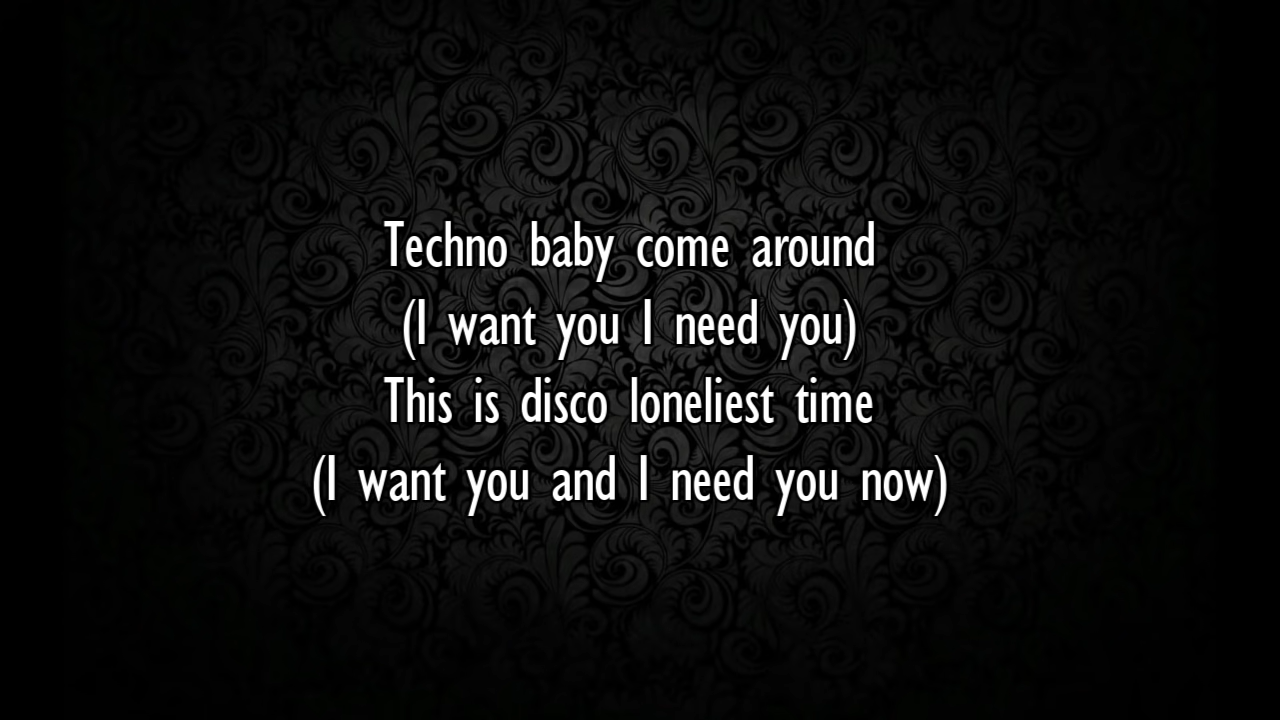 Techno baby come around
(I want you I need you)
This is disco loneliest time
(I want you and I need you now)